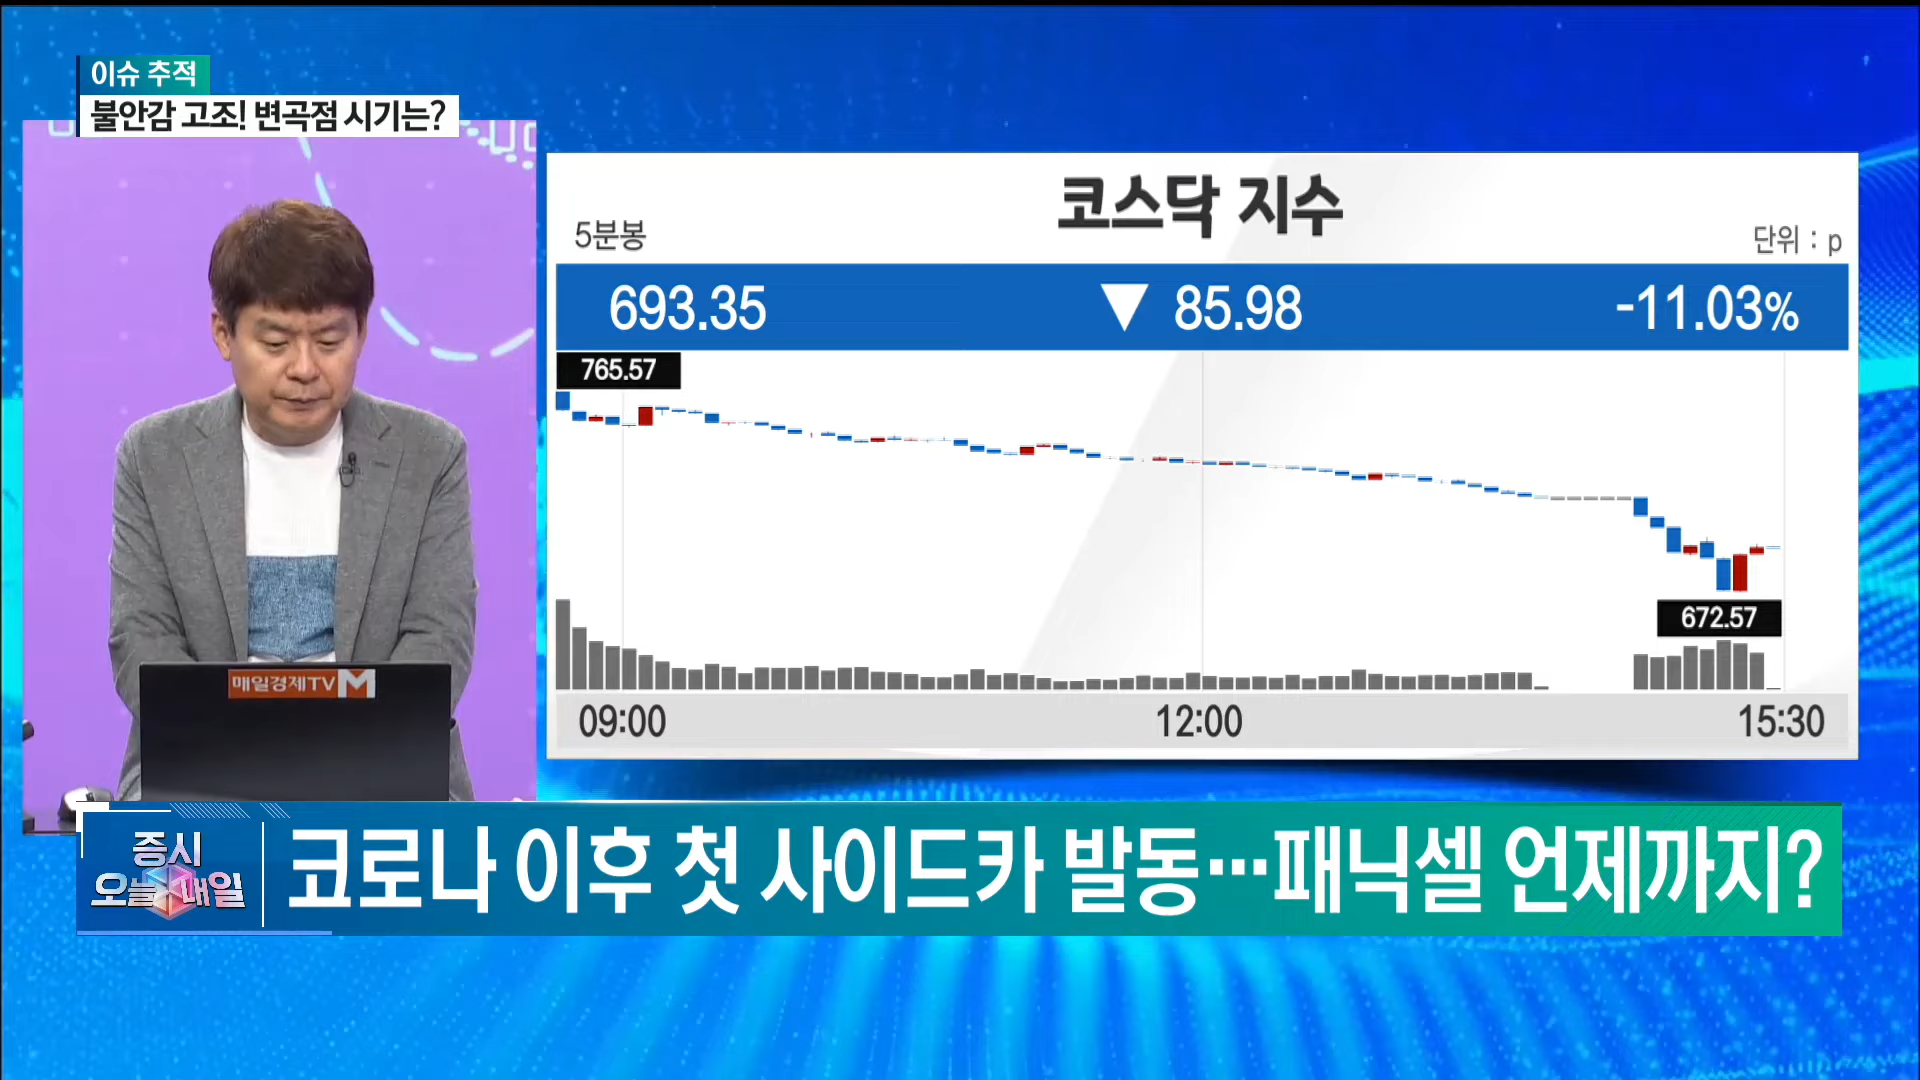 이슈 추적
불안감 고조! 변곡점 시기는?
코스닥 지수
5분봉
단위 : p
693.35 ▼ 85.98 -11.03%
765.57
672.57
09:00 12:00 15:30
매일경제TV M
증시
오늘 매일
코로나 이후 첫 사이드카 발동…패닉셀 언제까지?